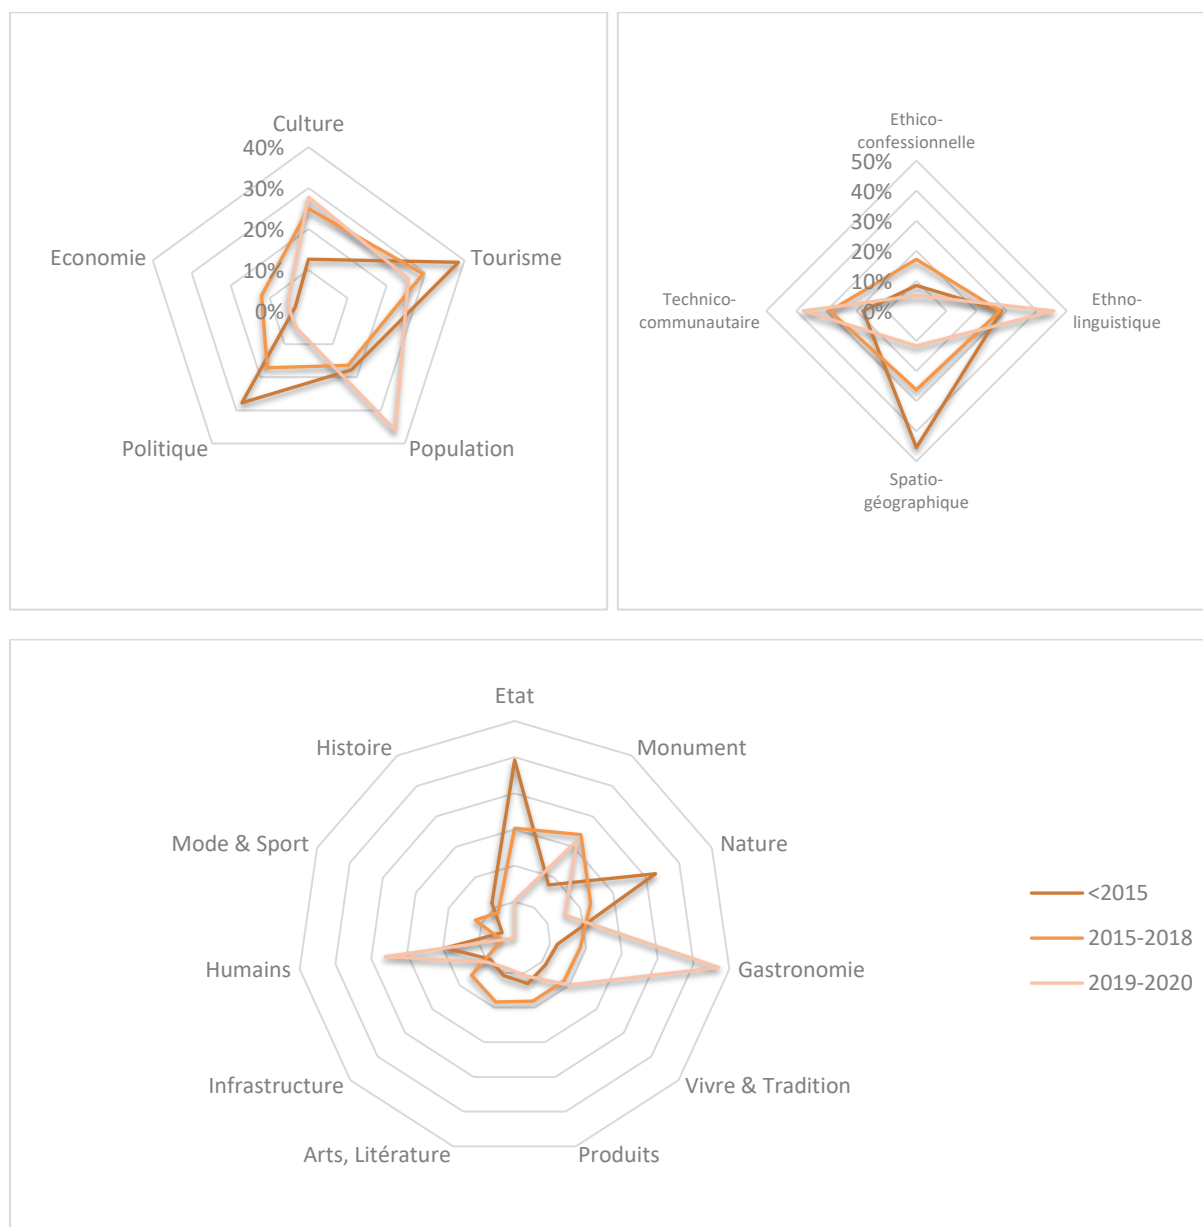 Culture
40%
30%
20%
10%
0%
Economie
Tourisme
Politique
Population
Ethico-
confessionnelle
50%
40%
30%
20%
10%
0%
Technico-
communautaire
Ethno-
linguistique
Spatio-
géographique
Etat
Histoire
Monument
Mode & Sport
Nature
Humains
Gastronomie
Infrastructure
Vivre & Tradition
Arts, Litérature
Produits
<2015
2015-2018
2019-2020